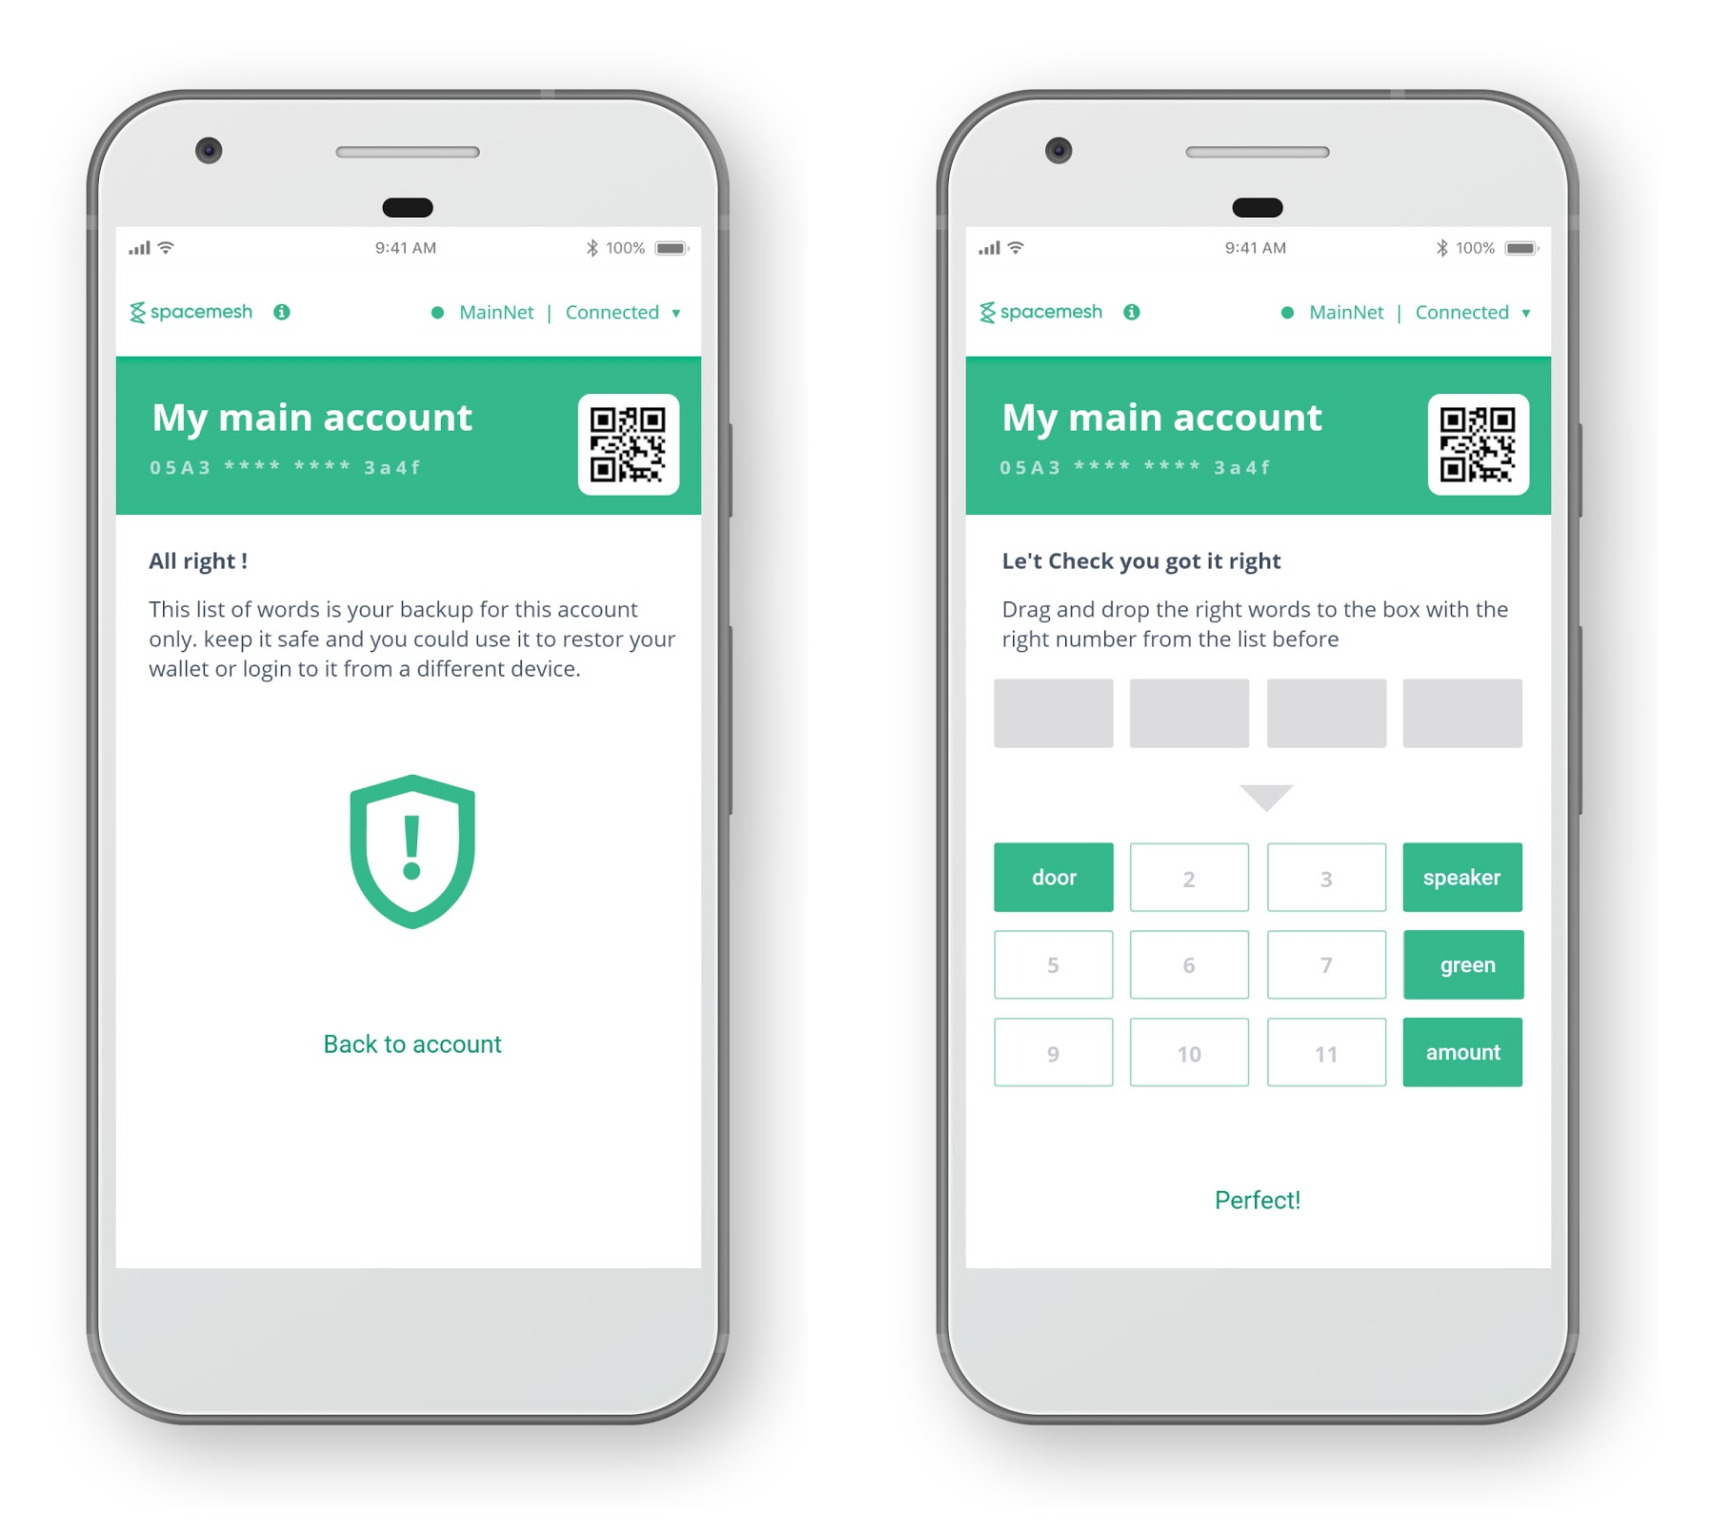 9:41 AM
100%
spacemesh
MainNet | Connected
My main account
05A3 **** **** 3a4f
All right !
This list of words is your backup for this account
only. keep it safe and you could use it to restor your
wallet or login to it from a different device.
Back to account
9:41 AM
100%
spacemesh
MainNet | Connected
My main account
05A3 **** **** 3a4f
Le't Check you got it right
Drag and drop the right words to the box with the
right number from the list before
door 2 3 speaker
5 6 7 green
9 10 11 amount
Perfect!